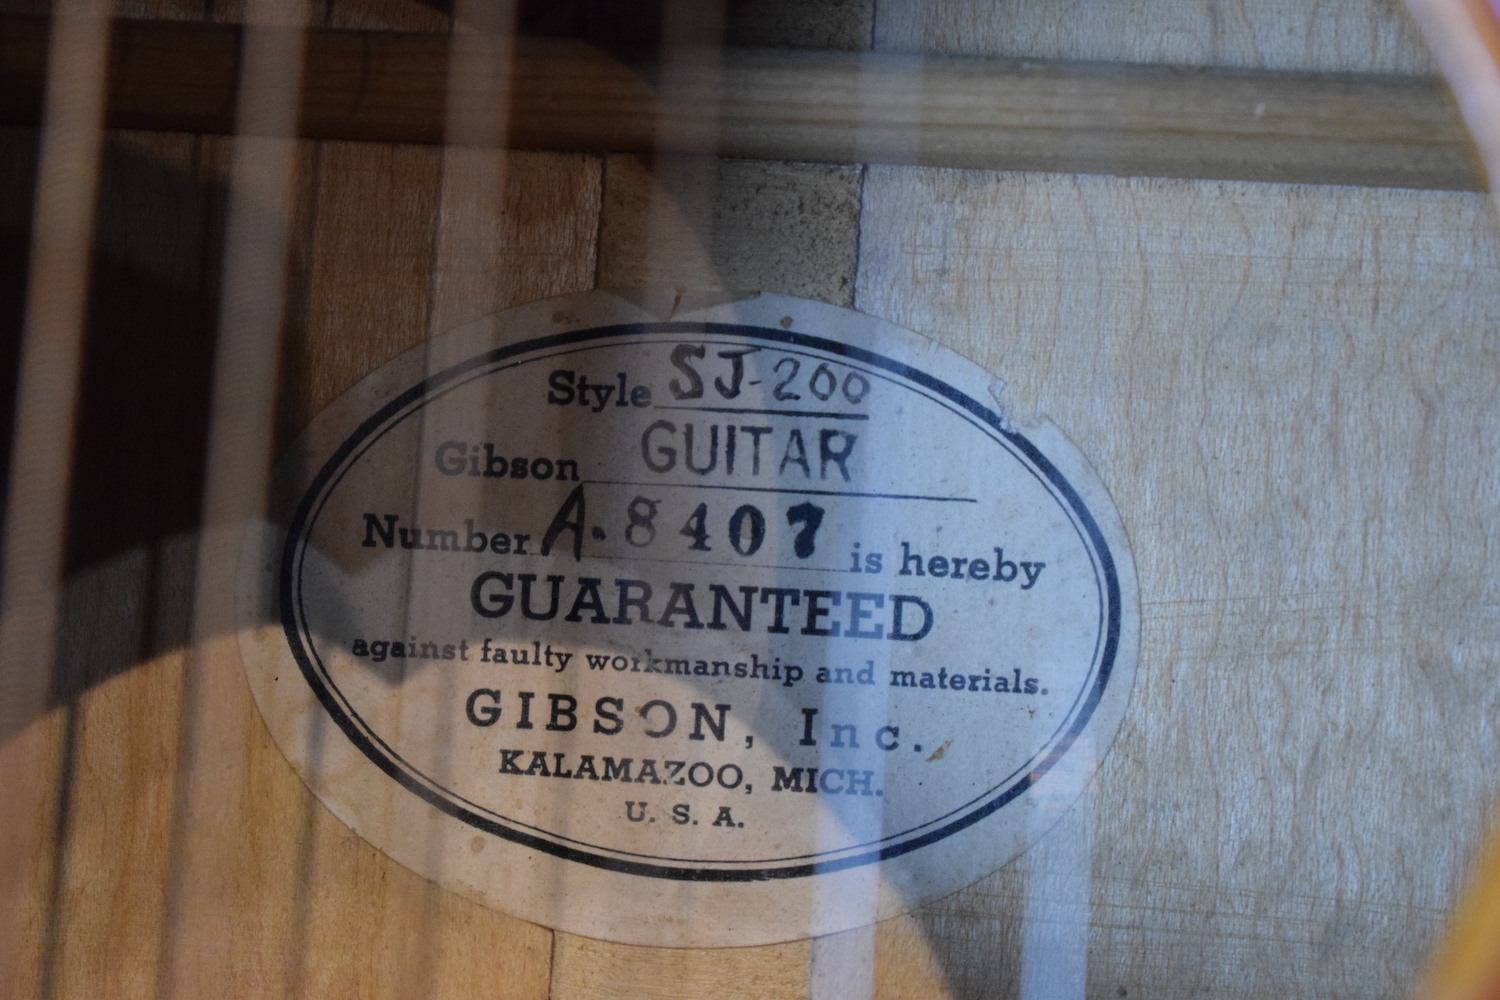 Style SJ-200
Gibson GUITAR
Number A-8407 is hereby
GUARANTEED
against faulty workmanship and materials.
GIBSON, Inc.
KALAMAZOO, MICH.
U. S. A.